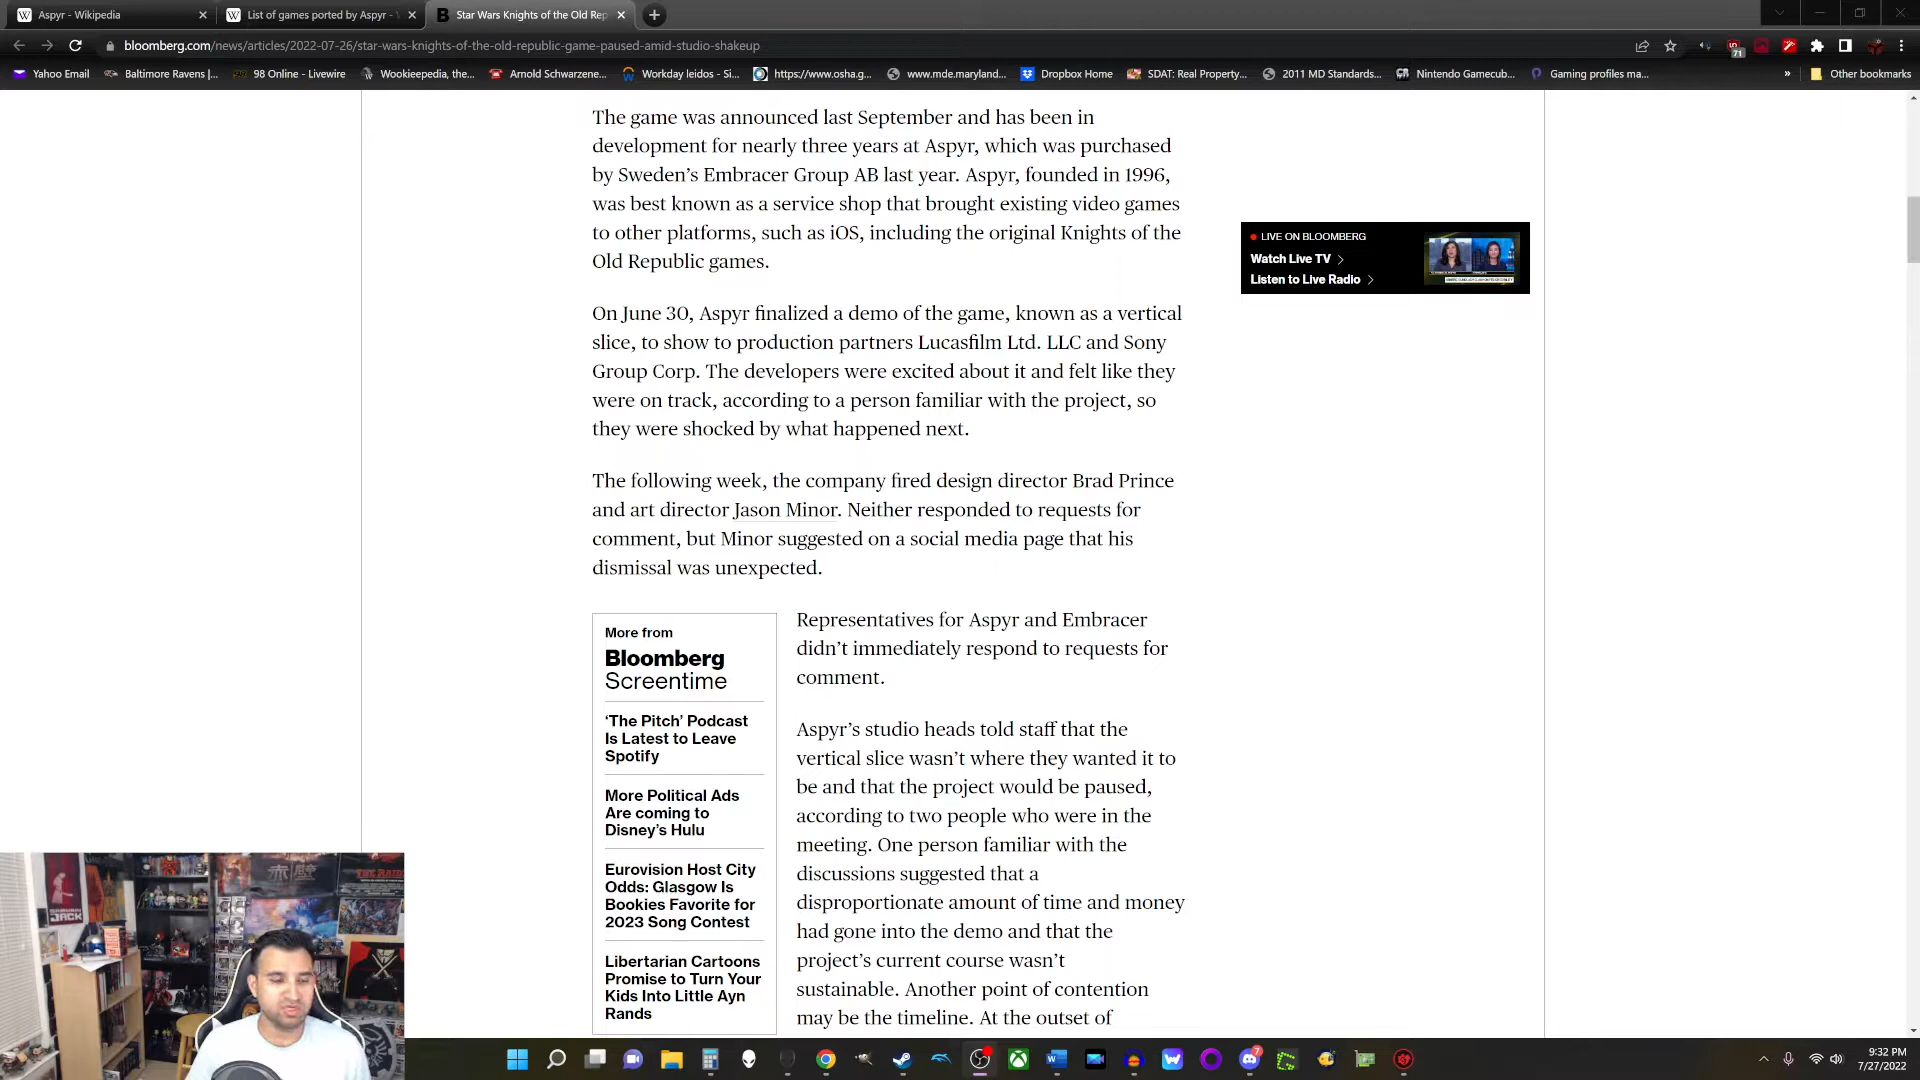 Aspyr - Wikipedia
List of games ported by Aspyr -
Star Wars Knights of the Old Rep
bloomberg.com/news/articles/2022-07-26/star-wars-knights-of-the-old-republic-game-paused-amid-studio-shakeup
71
Yahoo Email
Baltimore Ravens |...
98 Online - Livewire
Wookieepedia, the...
Arnold Schwarzene...
Workday leidos - Si...
https://www.osha.g...
www.mde.maryland...
Dropbox Home
SDAT: Real Property...
2011 MD Standards...
Nintendo Gamecub...
Gaming profiles ma...
»
Other bookmarks
The game was announced last September and has been in
development for nearly three years at Aspyr, which was purchased
by Sweden’s Embracer Group AB last year. Aspyr, founded in 1996,
was best known as a service shop that brought existing video games
to other platforms, such as iOS, including the original Knights of the
Old Republic games.
LIVE ON BLOOMBERG
Watch Live TV
Listen to Live Radio
On June 30, Aspyr finalized a demo of the game, known as a vertical
slice, to show to production partners Lucasfilm Ltd. LLC and Sony
Group Corp. The developers were excited about it and felt like they
were on track, according to a person familiar with the project, so
they were shocked by what happened next.
The following week, the company fired design director Brad Prince
and art director Jason Minor. Neither responded to requests for
comment, but Minor suggested on a social media page that his
dismissal was unexpected.
More from
Bloomberg
Screentime
‘The Pitch’ Podcast
Is Latest to Leave
Spotify
More Political Ads
Are coming to
Disney’s Hulu
Eurovision Host City
Odds: Glasgow Is
Bookies Favorite for
2023 Song Contest
Libertarian Cartoons
Promise to Turn Your
Kids Into Little Ayn
Rands
Representatives for Aspyr and Embracer
didn’t immediately respond to requests for
comment.
Aspyr’s studio heads told staff that the
vertical slice wasn’t where they wanted it to
be and that the project would be paused,
according to two people who were in the
meeting. One person familiar with the
discussions suggested that a
disproportionate amount of time and money
had gone into the demo and that the
project’s current course wasn’t
sustainable. Another point of contention
may be the timeline. At the outset of
SAMURAI
JACK
赤壁
THE RAID
7
9:32 PM
7/27/2022